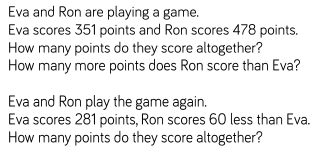 Eva and Ron are playing a game.
Eva scores 351 points and Ron scores 478 points.
How many points do they score altogether?
How many more points does Ron score than Eva?
Eva and Ron play the game again.
Eva scores 281 points, Ron scores 60 less than Eva.
How many points do they score altogether?